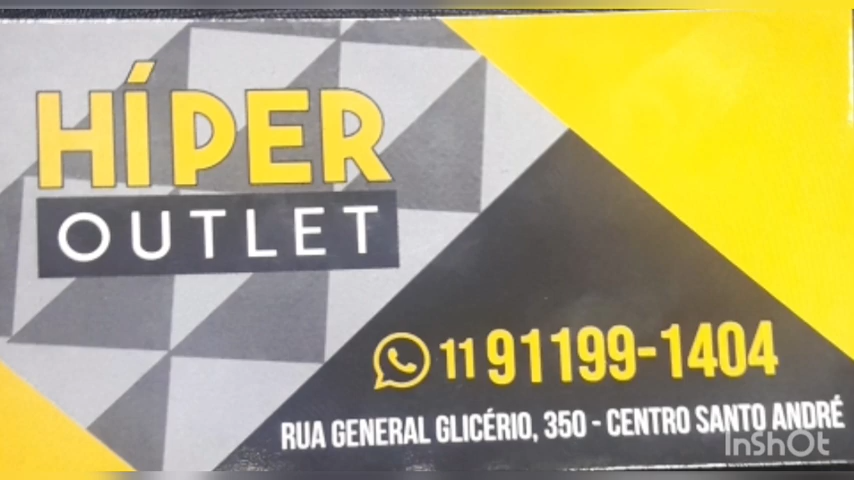 HÍPER
OUTLET
11 91199-1404
RUA GENERAL GLICÉRIO, 350 - CENTRO SANTO ANDRÉ
InShOt